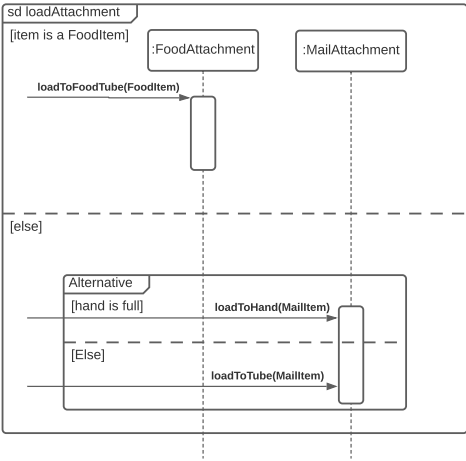 sd loadAttachment
[item is a FoodItem]
:FoodAttachment
:MailAttachment
loadToFoodTube(FoodItem)
[else]
Alternative
[hand is full]
loadToHand(MailItem)
[Else]
loadToTube(MailItem)